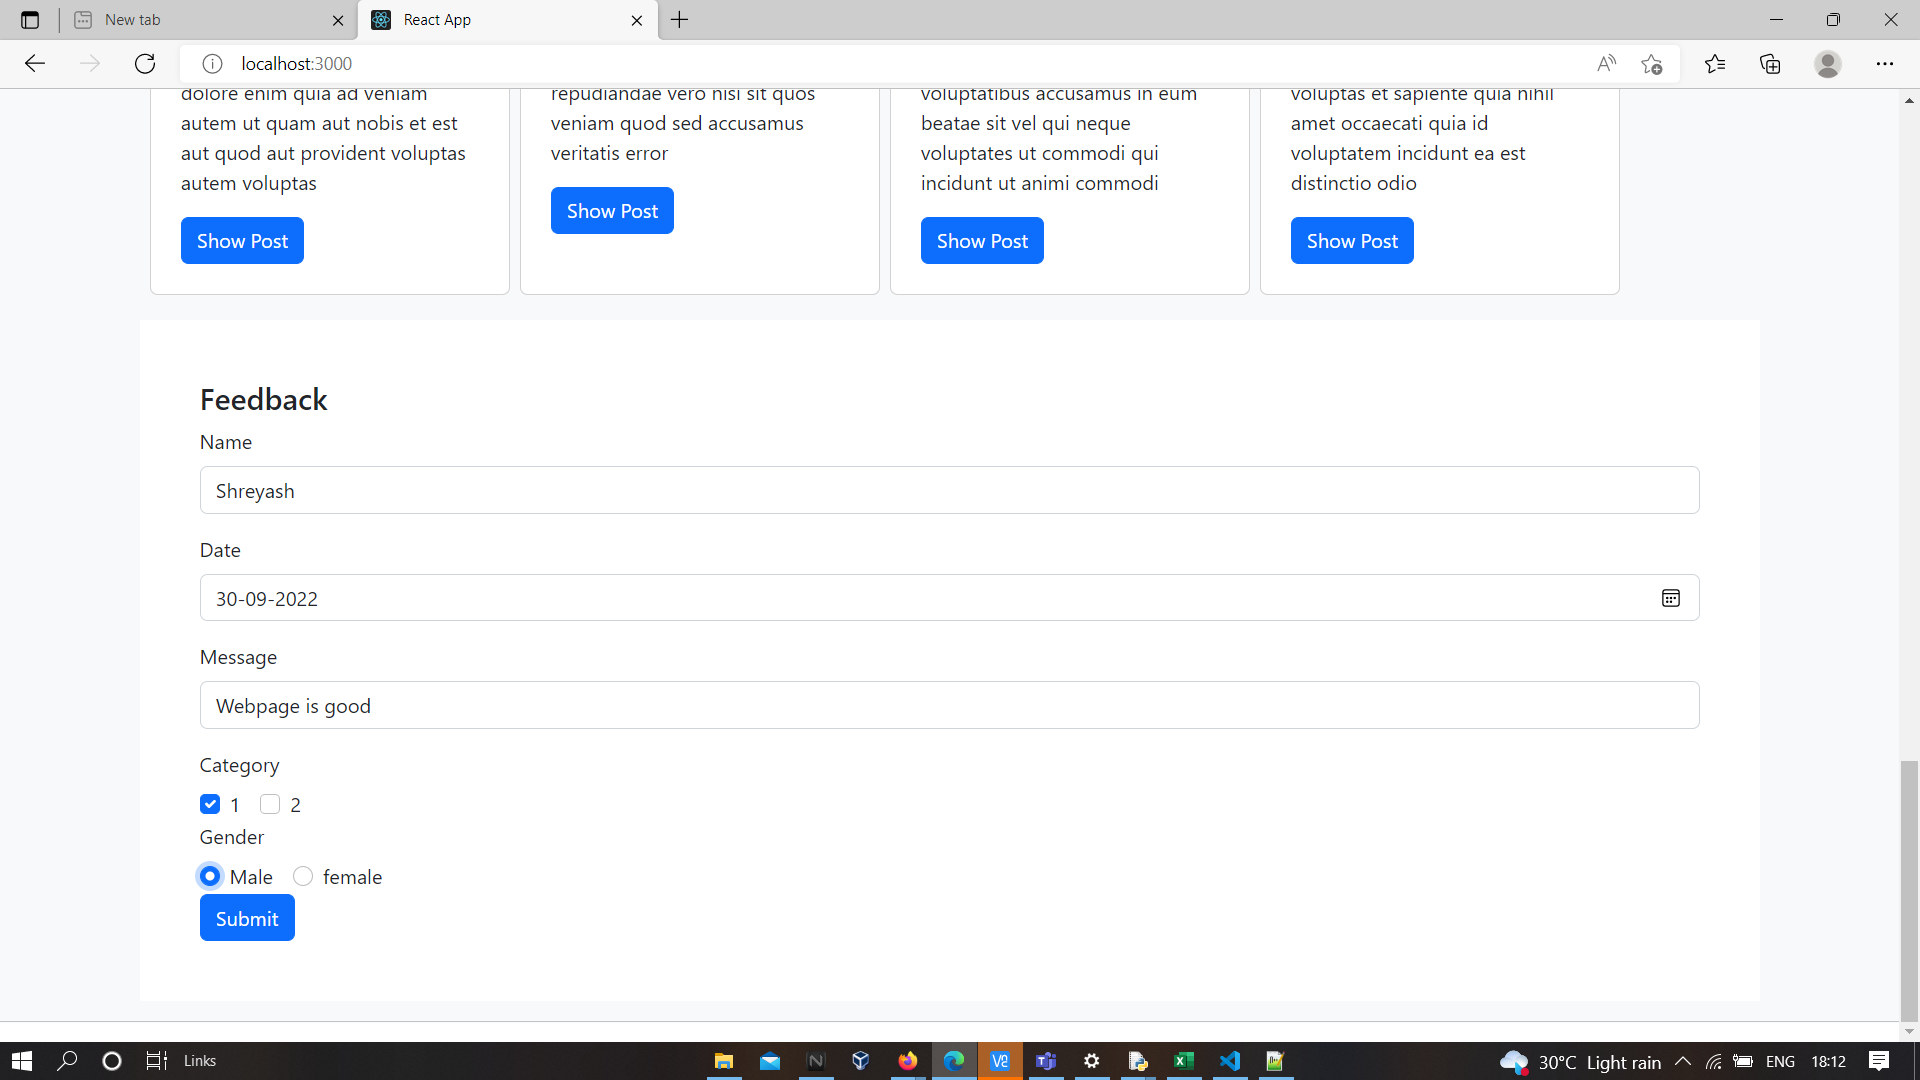 New tab
React App
localhost:3000
dolore enim quia ad veniam
autem ut quam aut nobis et est
aut quod aut provident voluptas
autem voluptas
Show Post
repudiandae vero nisi sit quos
veniam quod sed accusamus
veritatis error
Show Post
voluptatibus accusamus in eum
beatae sit vel qui neque
voluptates ut commodi qui
incidunt ut animi commodi
Show Post
voluptas et sapiente quia nihil
amet occaecati quia id
voluptatem incidunt ea est
distinctio odio
Show Post
Feedback
Name
Shreyash
Date
30-09-2022
Message
Webpage is good
Category
1 2
Gender
Male female
Submit
Links
30°C Light rain ENG 18:12